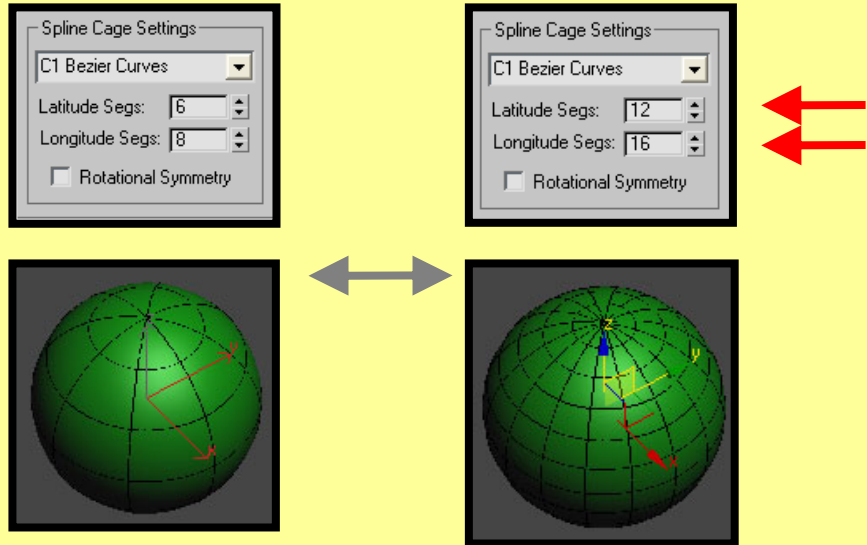 Spline Cage Settings
C1 Bezier Curves
Latitude Segs: 6
Longitude Segs: 8
Rotational Symmetry
Spline Cage Settings
C1 Bezier Curves
Latitude Segs: 12
Longitude Segs: 16
Rotational Symmetry
z
y
x
z
y
x